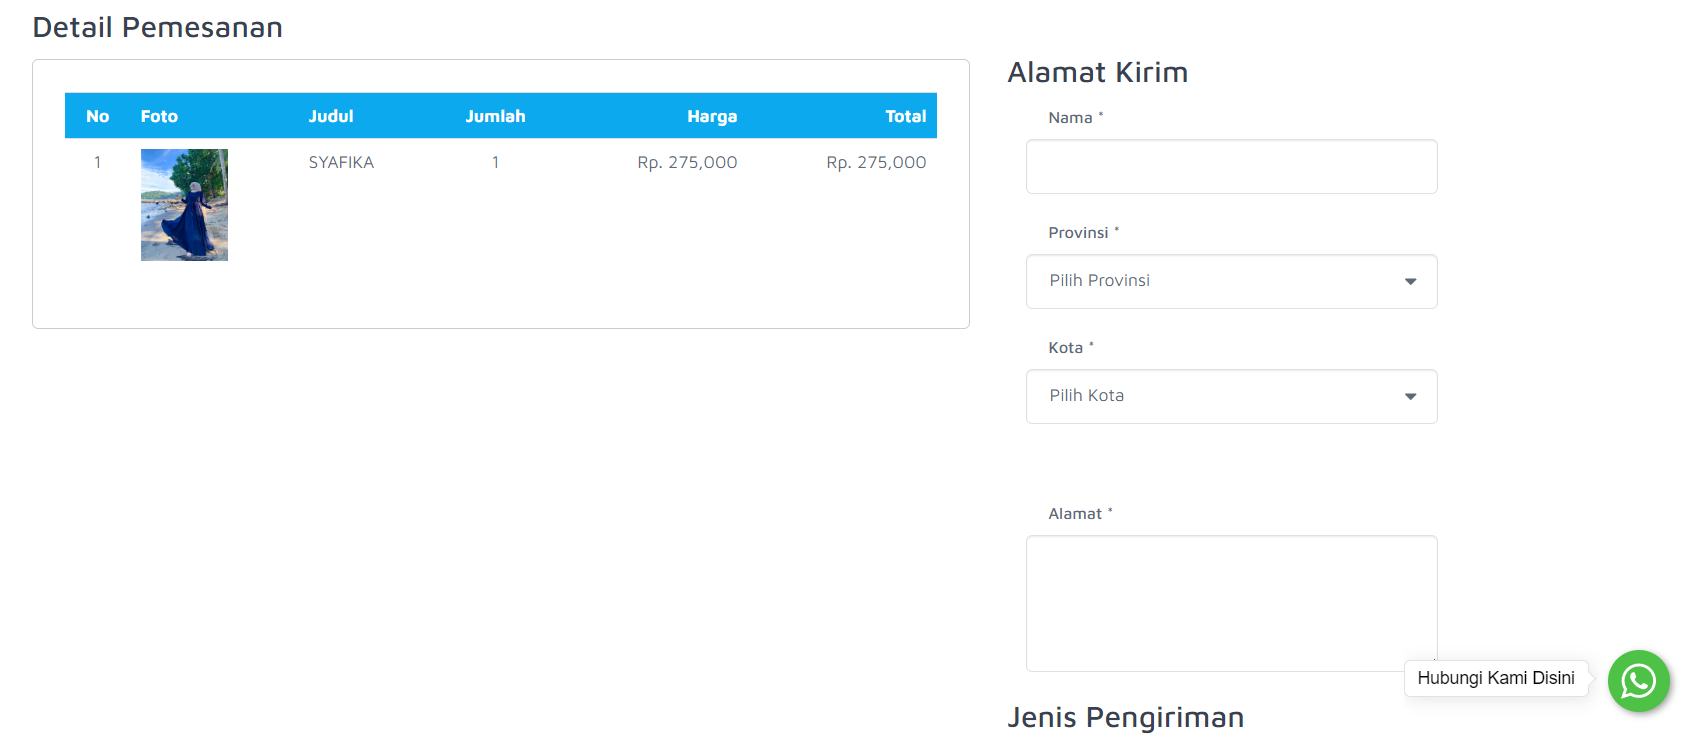 Detail Pemesanan
No Foto Judul Jumlah Harga Total
1 SYAFIKA 1 Rp. 275,000 Rp. 275,000
Alamat Kirim
Nama *
Provinsi *
Pilih Provinsi
Kota *
Pilih Kota
Alamat *
Hubungi Kami Disini
Jenis Pengiriman